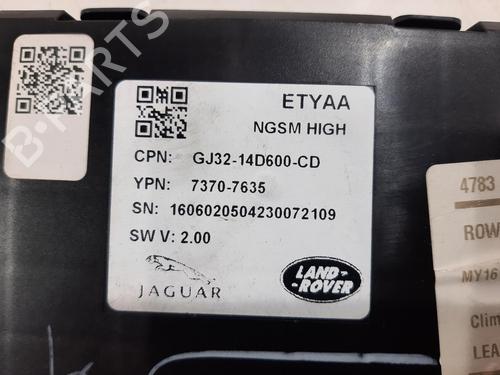 B-PARTS
ETYAA
NGSM HIGH
CPN: GJ32-14D600-CD
YPN: 7370-7635
SN: 1606020504230072109
SW V: 2.00
JAGUAR
LAND-
-ROVER
4783
ROW
MY16
Clim
LEA